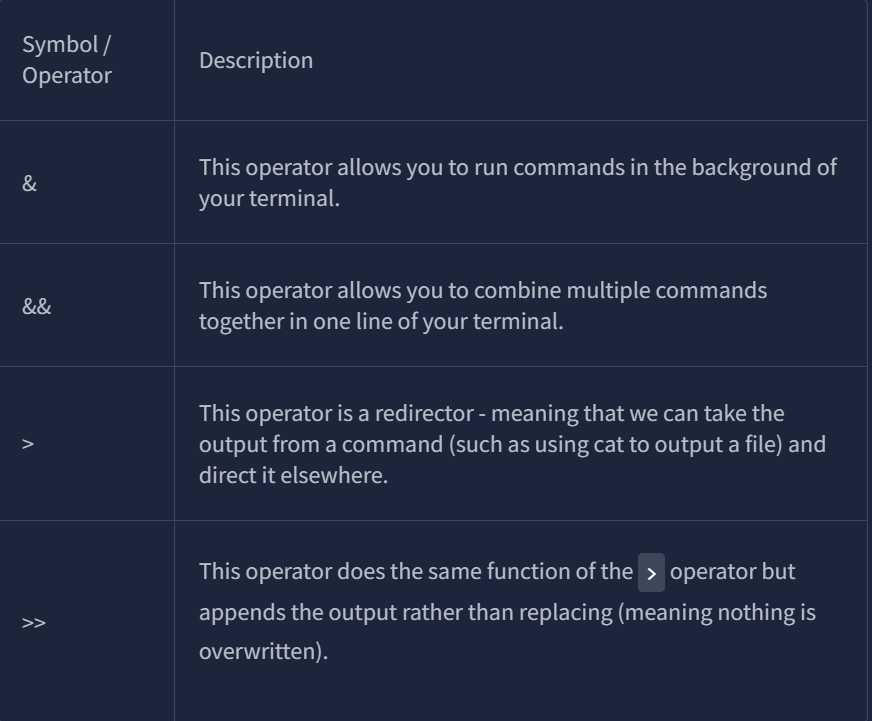 Symbol /
Operator
Description
&
This operator allows you to run commands in the background of
your terminal.
&&
This operator allows you to combine multiple commands
together in one line of your terminal.
>
This operator is a redirector - meaning that we can take the
output from a command (such as using cat to output a file) and
direct it elsewhere.
>>
This operator does the same function of the > operator but
appends the output rather than replacing (meaning nothing is
overwritten).